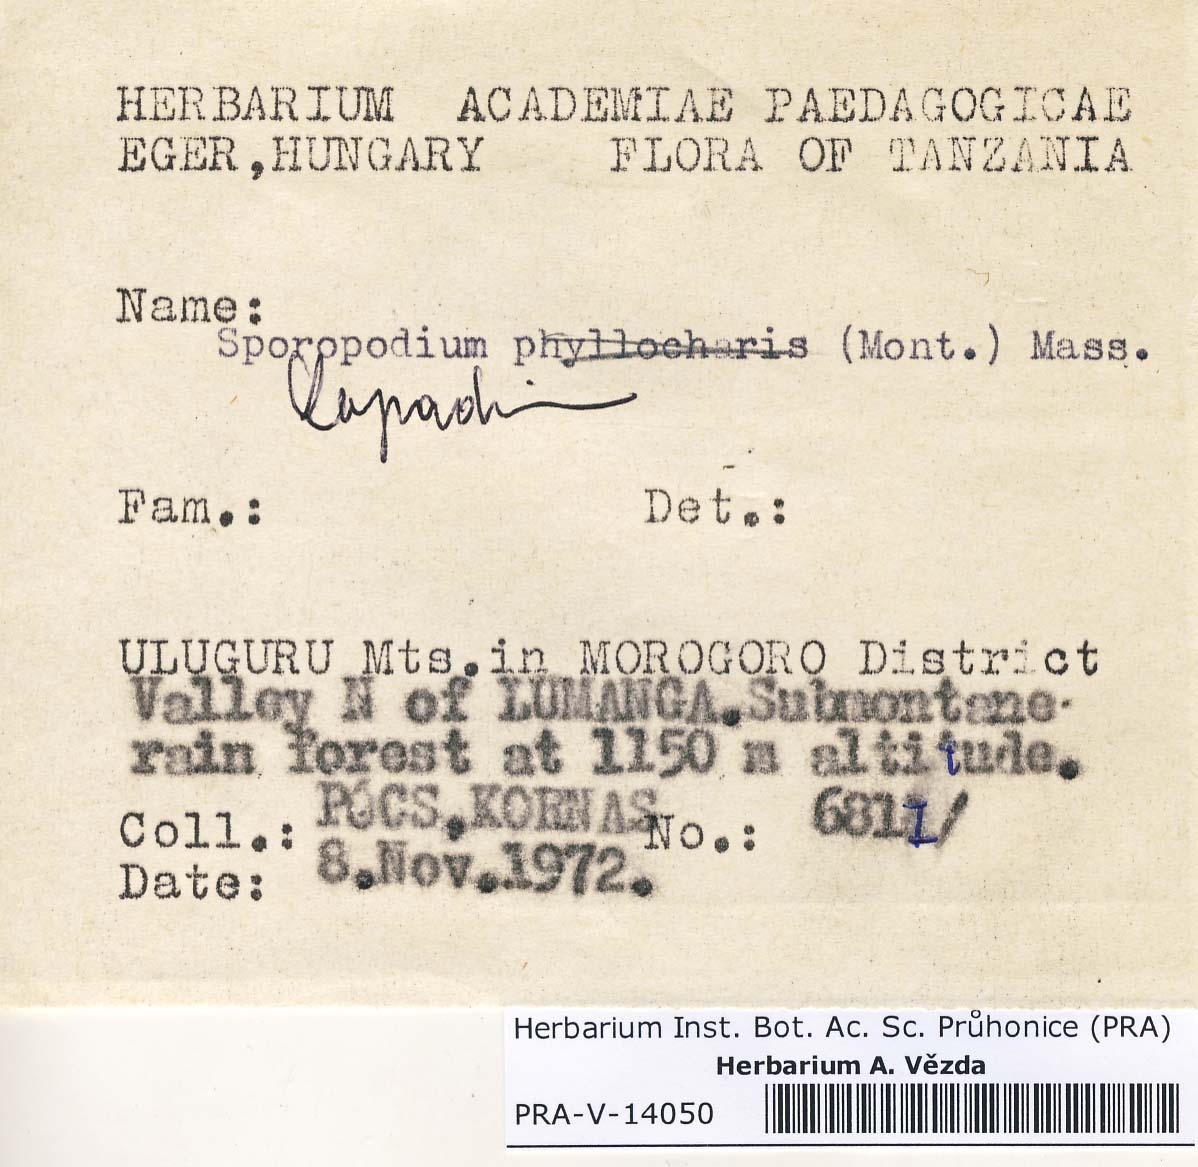 HERBARIUM ACADEMIAE PAEDAGOGICAE
EGER,HUNGARY FLORA OF TANZANIA
Name:
Sporopodium phyllocharis (Mont.) Mass.
Fam.: Det.:
ULUGURU Mts.in MOROGORO District
Valley N of LUMANGA.Submontane-
rain forest at 1150 m altitude.
Coll.: PÓCS,KORNAS No.: 6811/
Date: 8.Nov.1972.
Herbarium Inst. Bot. Ac. Sc. Průhonice (PRA)
Herbarium A. Vězda
PRA-V-14050